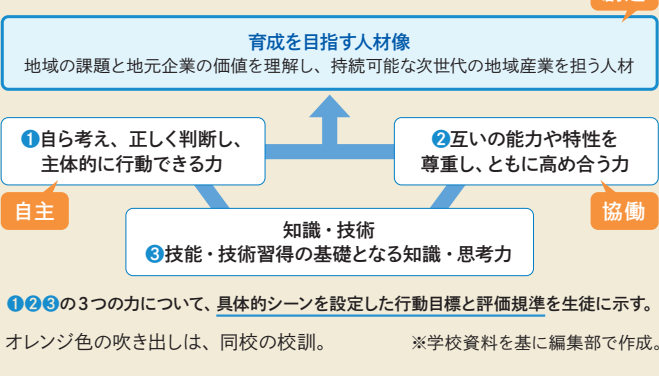 育成を目指す人材像
地域の課題と地元企業の価値を理解し、持続可能な次世代の地域産業を担う人材
❶自ら考え、正しく判断し、
主体的に行動できる力
❷互いの能力や特性を
尊重し、ともに高め合う力
自主
協働
知識・技術
❸技能・技術習得の基礎となる知識・思考力
❶❷❸の3つの力について、具体的シーンを設定した行動目標と評価規準を生徒に示す。
オレンジ色の吹き出しは、同校の校訓。
※学校資料を基に編集部で作成。